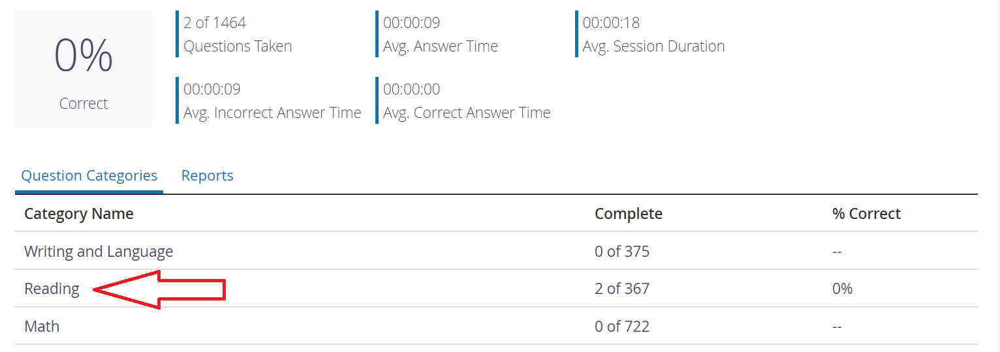 0%
Correct
2 of 1464
Questions Taken
00:00:09
Avg. Answer Time
00:00:18
Avg. Session Duration
00:00:09
Avg. Incorrect Answer Time
00:00:00
Avg. Correct Answer Time
Question Categories Reports
Category Name Complete % Correct
Writing and Language 0 of 375 --
Reading 2 of 367 0%
Math 0 of 722 --